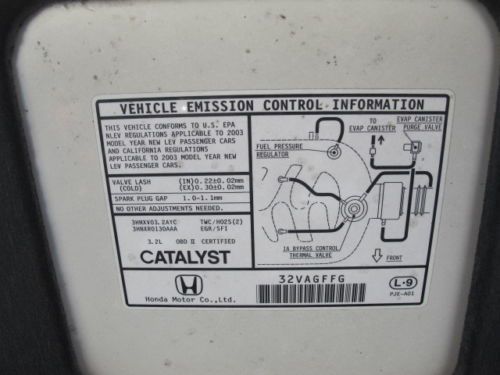 VEHICLE EMISSION CONTROL INFORMATION
THIS VEHICLE CONFORMS TO U.S. EPA
NLEV REGULATIONS APPLICABLE TO 2003
MODEL YEAR NEW LEV PASSENGER CARS
AND CALIFORNIA REGULATIONS
APPLICABLE TO 2003 MODEL YEAR NEW
LEV PASSENGER CARS.
VALVE LASH (IN)0.22±0.02mm
(COLD) (EX)0.30±0.02mm
SPARK PLUG GAP 1.0-1.1mm
NO OTHER ADJUSTMENTS NEEDED.
3HNXV03.2AYC TWC/HO2S(2)
3HNXR0130AAA EGR/SFI
3.2L OBD II CERTIFIED
CATALYST
Honda Motor Co.,Ltd.
FUEL PRESSURE
REGULATOR
TO
EVAP CANISTER
EVAP CANISTER
PURGE VALVE
IA BYPASS CONTROL
THERMAL VALVE
FRONT
32VAGFFG
L-9
PJE-A01